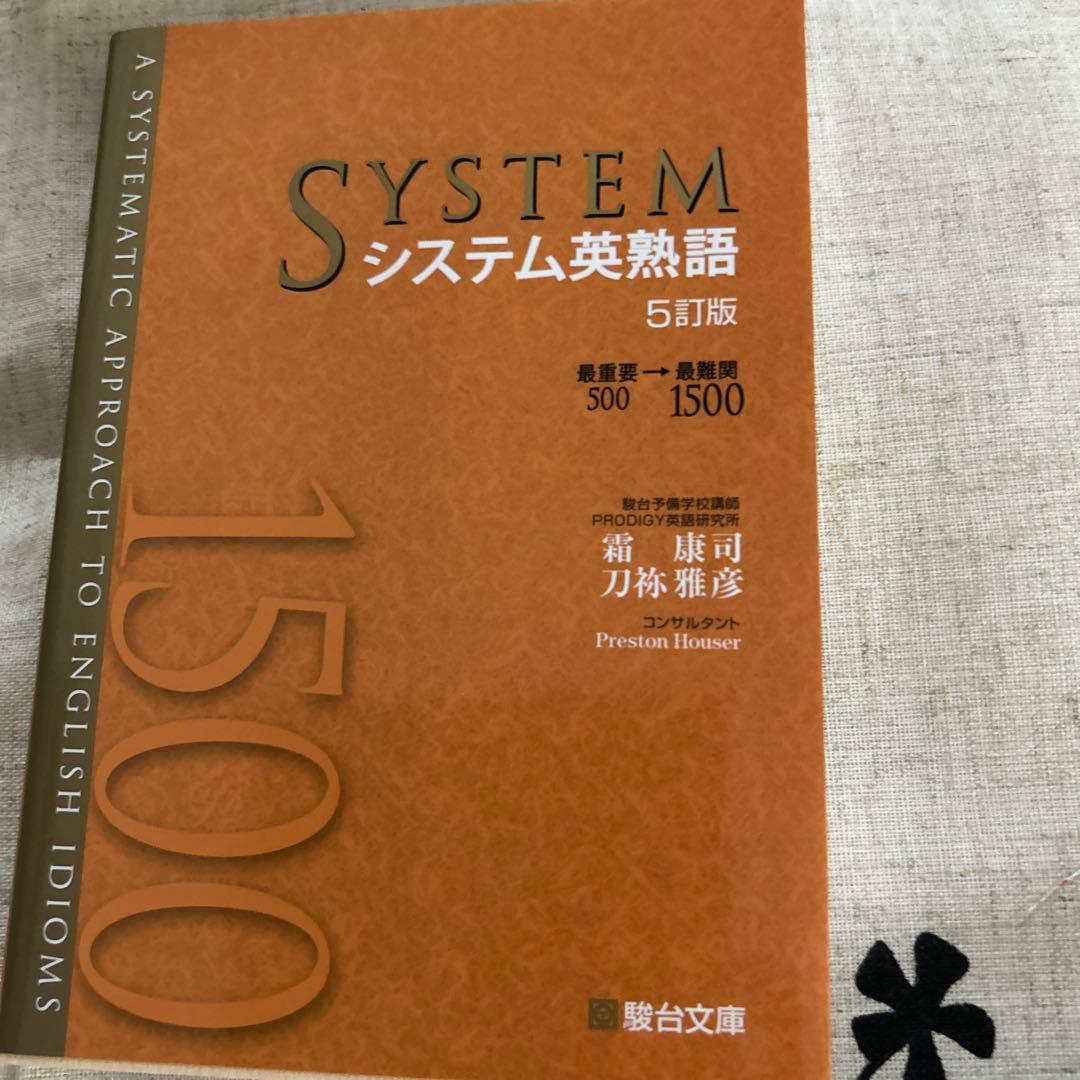 A SYSTEMATIC APPROACH TO ENGLISH IDIOMS
SYSTEM
システム英熟語
5訂版
最重要→最難関
500 1500
駿台予備学校講師
PRODIGY英語研究所
霜 康司
刀祢雅彦
コンサルタント
Preston Houser
1500
駿台文庫